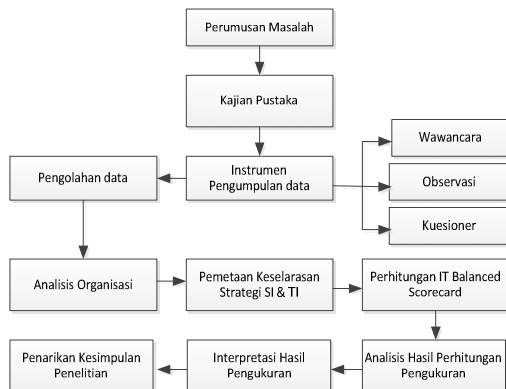 Perumusan Masalah
Kajian Pustaka
Instrumen
Pengumpulan data
Wawancara
Observasi
Kuesioner
Pengolahan data
Analisis Organisasi
Pemetaan Keselarasan
Strategi SI & TI
Perhitungan IT Balanced
Scorecard
Analisis Hasil Perhitungan
Pengukuran
Interpretasi Hasil
Pengukuran
Penarikan Kesimpulan
Penelitian